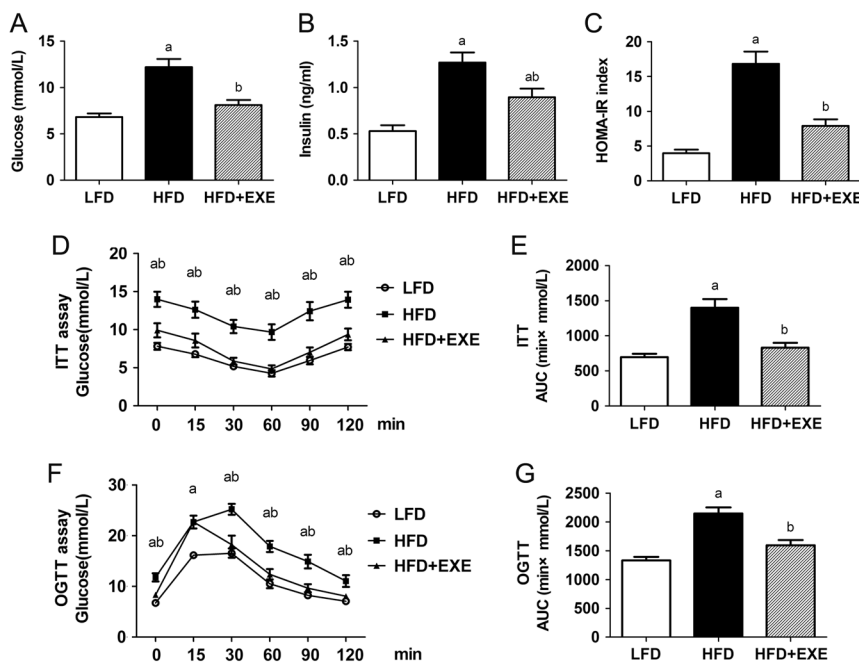 A
Glucose (mmol/L)
15
10
5
0
a
b
LFD
HFD
HFD+EXE
B
Insulin (ng/ml)
1.5
1.0
0.5
0.0
a
ab
LFD
HFD
HFD+EXE
C
HOMA-IR index
20
15
10
5
0
a
b
LFD
HFD
HFD+EXE
D
ITT assay
Glucose(mmol/L)
20
15
10
5
0
ab ab ab ab ab ab
0 15 30 60 90 120 min
LFD
HFD
HFD+EXE
E
ITT
AUC (min× mmol/L)
2000
1500
1000
500
0
a
b
LFD
HFD
HFD+EXE
F
OGTT assay
Glucose(mmol/L)
30
20
10
0
ab a ab ab ab ab
0 15 30 60 90 120 min
LFD
HFD
HFD+EXE
G
OGTT
AUC (min× mmol/L)
2500
2000
1500
1000
500
0
a
b
LFD
HFD
HFD+EXE